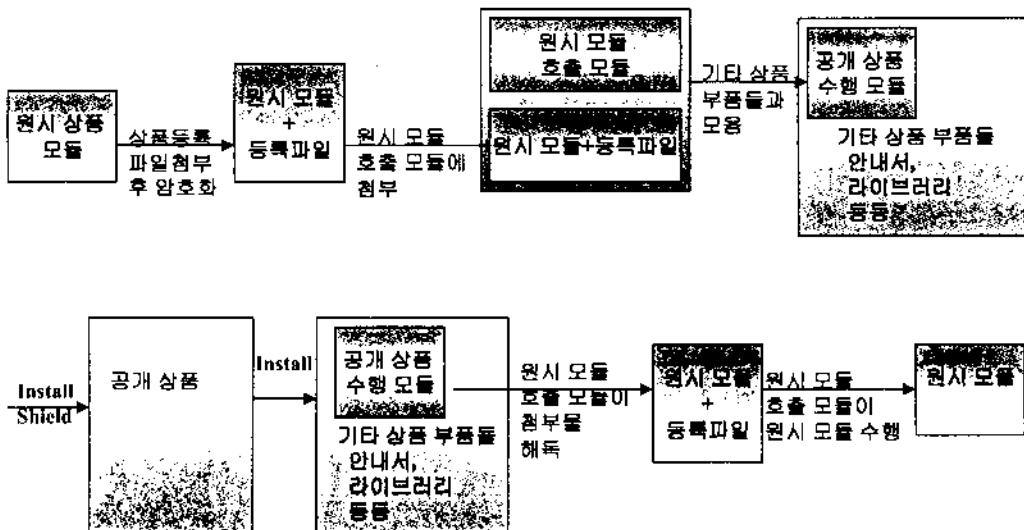 원시 상품
모듈
상품등록
파일첨부
후 암호화
원시 모듈
+
등록파일
원시 모듈
호출 모듈에
첨부
원시 모듈
호출 모듈
원시 모듈+등록파일
기타 상품
부품들과
모용
공개 상품
수행 모듈
기타 상품 부품들
안내서,
라이브러리
등등
Install
Shield
공개 상품
Install
공개 상품
수행 모듈
기타 상품 부품들
안내서,
라이브러리
등등
원시 모듈
호출 모듈이
첨부물
해독
원시 모듈
+
등록파일
원시 모듈
호출 모듈이
원시 모듈 수행
원시 모듈